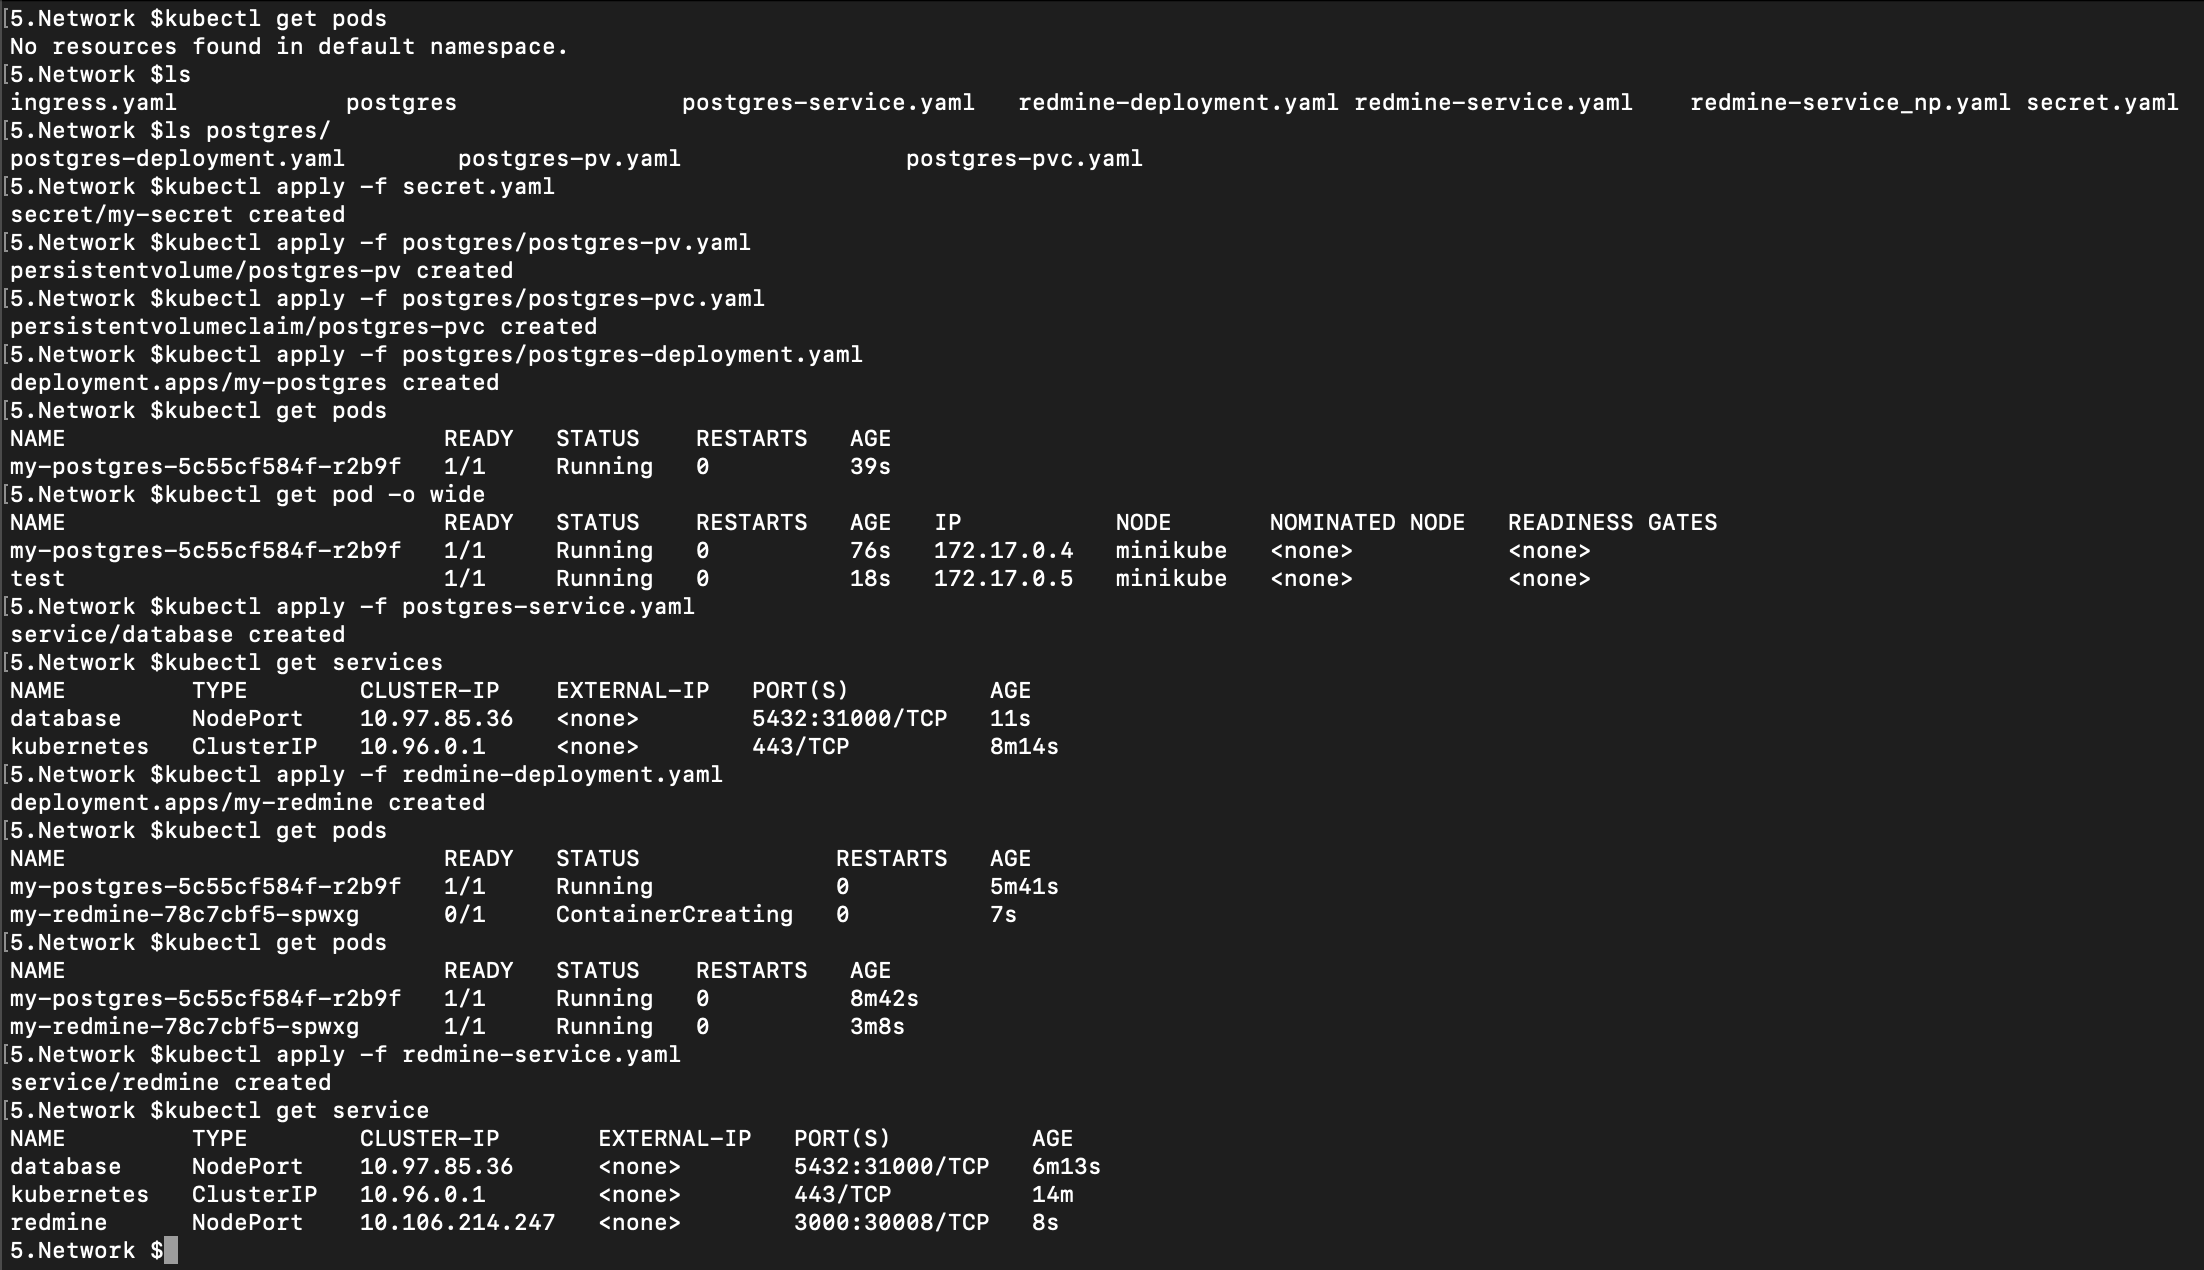 [5.Network $kubectl get pods
No resources found in default namespace.
[5.Network $ls
ingress.yaml            postgres                postgres-service.yaml   redmine-deployment.yaml redmine-service.yaml    redmine-service_np.yaml secret.yaml
[5.Network $ls postgres/
postgres-deployment.yaml        postgres-pv.yaml                postgres-pvc.yaml
[5.Network $kubectl apply -f secret.yaml
secret/my-secret created
[5.Network $kubectl apply -f postgres/postgres-pv.yaml
persistentvolume/postgres-pv created
[5.Network $kubectl apply -f postgres/postgres-pvc.yaml
persistentvolumeclaim/postgres-pvc created
[5.Network $kubectl apply -f postgres/postgres-deployment.yaml
deployment.apps/my-postgres created
[5.Network $kubectl get pods
NAME                           READY   STATUS    RESTARTS   AGE
my-postgres-5c55cf584f-r2b9f   1/1     Running   0          39s
[5.Network $kubectl get pod -o wide
NAME                           READY   STATUS    RESTARTS   AGE   IP           NODE       NOMINATED NODE   READINESS GATES
my-postgres-5c55cf584f-r2b9f   1/1     Running   0          76s   172.17.0.4   minikube   <none>           <none>
test                           1/1     Running   0          18s   172.17.0.5   minikube   <none>           <none>
[5.Network $kubectl apply -f postgres-service.yaml
service/database created
[5.Network $kubectl get services
NAME         TYPE        CLUSTER-IP    EXTERNAL-IP   PORT(S)          AGE
database     NodePort    10.97.85.36   <none>        5432:31000/TCP   11s
kubernetes   ClusterIP   10.96.0.1     <none>        443/TCP          8m14s
[5.Network $kubectl apply -f redmine-deployment.yaml
deployment.apps/my-redmine created
[5.Network $kubectl get pods
NAME                           READY   STATUS              RESTARTS   AGE
my-postgres-5c55cf584f-r2b9f   1/1     Running             0          5m41s
my-redmine-78c7cbf5-spwxg      0/1     ContainerCreating   0          7s
[5.Network $kubectl get pods
NAME                           READY   STATUS    RESTARTS   AGE
my-postgres-5c55cf584f-r2b9f   1/1     Running   0          8m42s
my-redmine-78c7cbf5-spwxg      1/1     Running   0          3m8s
[5.Network $kubectl apply -f redmine-service.yaml
service/redmine created
[5.Network $kubectl get service
NAME         TYPE        CLUSTER-IP       EXTERNAL-IP   PORT(S)          AGE
database     NodePort    10.97.85.36      <none>        5432:31000/TCP   6m13s
kubernetes   ClusterIP   10.96.0.1        <none>        443/TCP          14m
redmine      NodePort    10.106.214.247   <none>        3000:30008/TCP   8s
5.Network $